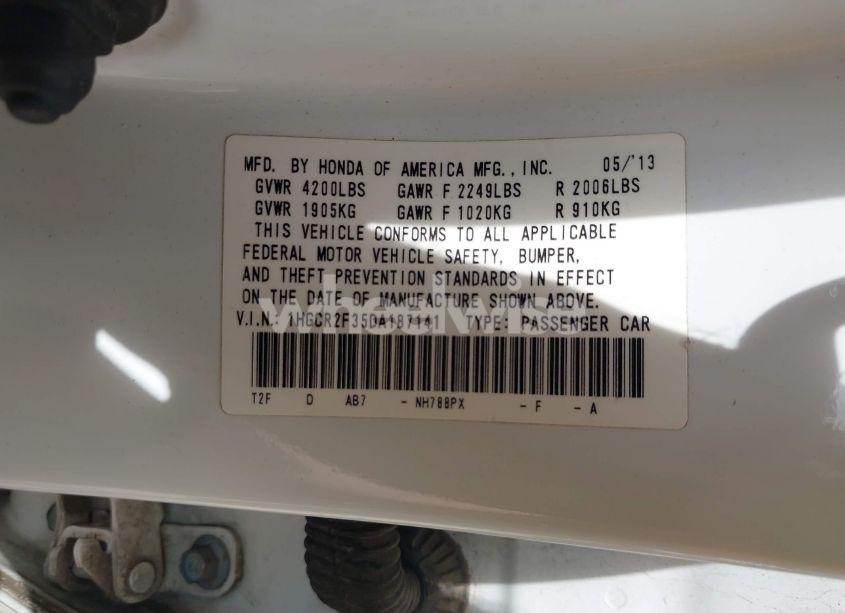 MFD. BY HONDA OF AMERICA MFG., INC. 05/'13
GVWR 4200LBS GAWR F 2249LBS R 2006LBS
GVWR 1905KG GAWR F 1020KG R 910KG
THIS VEHICLE CONFORMS TO ALL APPLICABLE
FEDERAL MOTOR VEHICLE SAFETY, BUMPER,
AND THEFT PREVENTION STANDARDS IN EFFECT
ON THE DATE OF MANUFACTURE SHOWN ABOVE.
V.I.N.: 1HGCR2F35DA187141 TYPE: PASSENGER CAR
T2F D AB7 - NH788PX - F - A